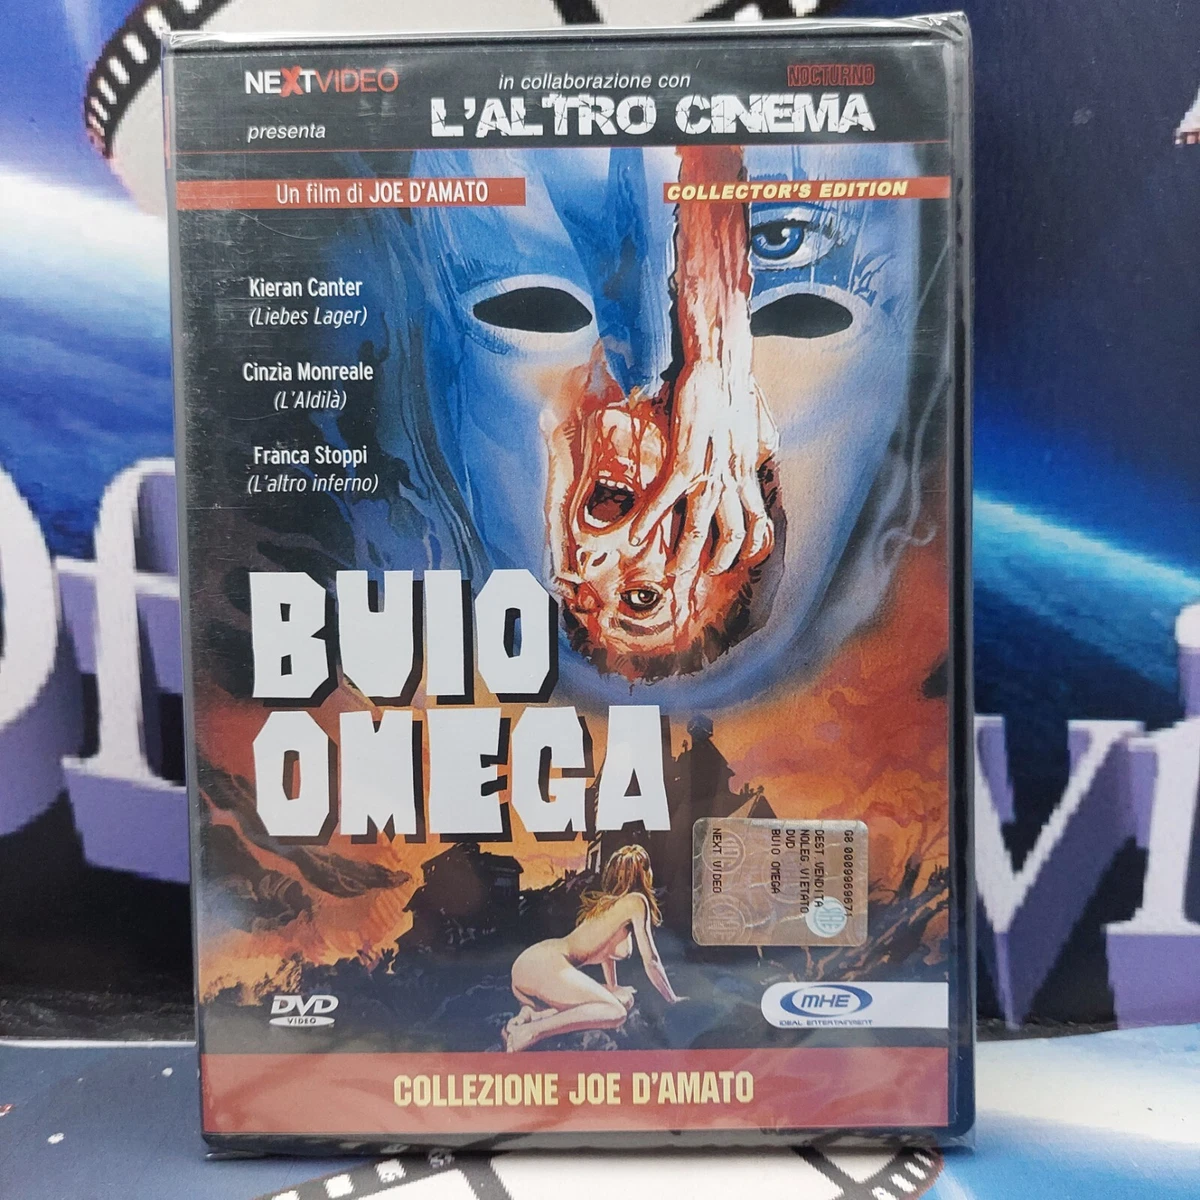 NEXTVIDEO
presenta
in collaborazione con
NOCTURNO
L'ALTRO CINEMA
Un film di JOE D'AMATO
COLLECTOR'S EDITION
Kieran Canter
(Liebes Lager)
Cinzia Monreale
(L'Aldilà)
Franca Stoppi
(L'altro inferno)
BUIO
OMEGA
G8 0009969671
DEST.VENDITA
NOLEG.VIETATO
DVD
BUIO OMEGA
NEXT VIDEO
DVD
VIDEO
MHE
IDEAL ENTERTAINMENT
COLLEZIONE JOE D'AMATO